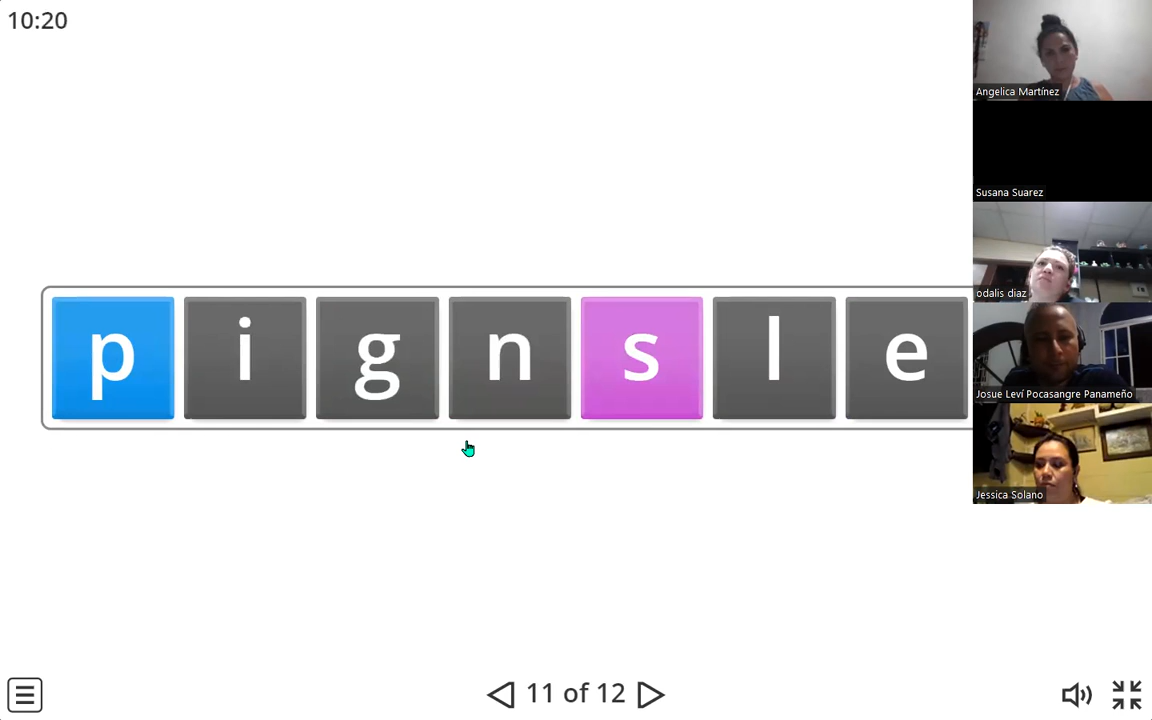 10:20
Angelica Martínez
Susana Suarez
odalis diaz
p i g n s l e
Josue Leví Pocasangre Panameño
Jessica Solano
11 of 12